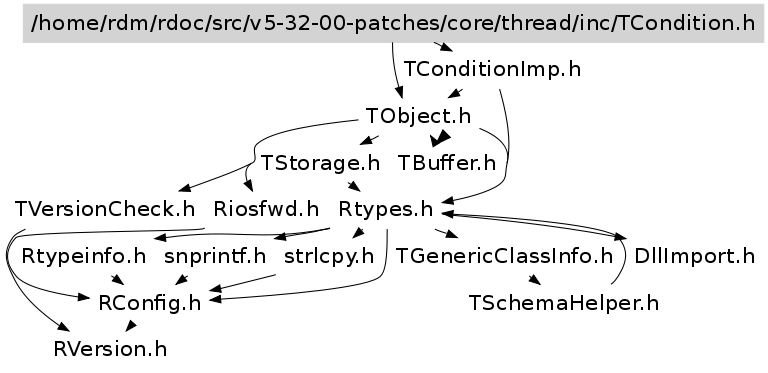 /home/rdm/rdoc/src/v5-32-00-patches/core/thread/inc/TCondition.h
TConditionImp.h
TObject.h
TStorage.h
TBuffer.h
TVersionCheck.h
Riosfwd.h
Rtypes.h
Rtypeinfo.h
snprintf.h
strlcpy.h
TGenericClassInfo.h
DllImport.h
RConfig.h
TSchemaHelper.h
RVersion.h